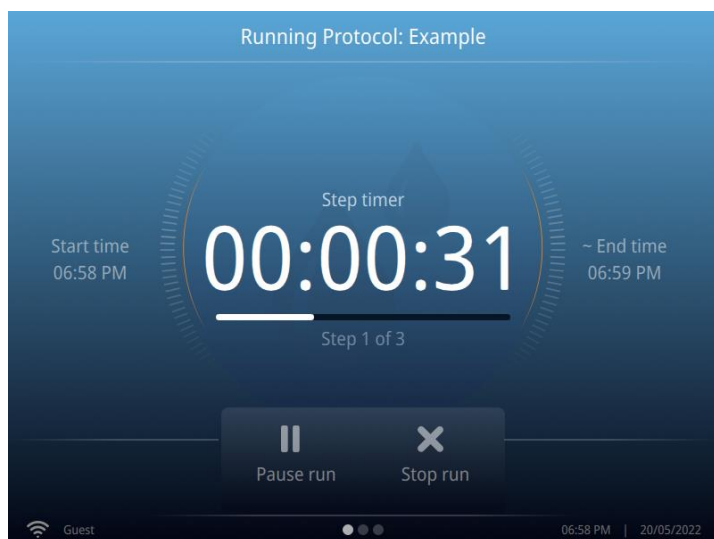 Running Protocol: Example
Step timer
00:00:31
Start time
06:58 PM
~ End time
06:59 PM
Step 1 of 3
Pause run
Stop run
Guest
06:58 PM | 20/05/2022